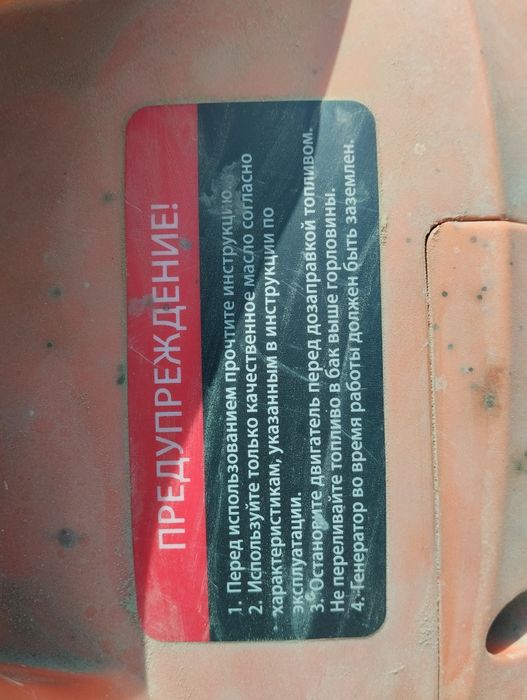 ПРЕДУПРЕЖДЕНИЕ!
1. Перед использованием прочтите инструкцию.
2. Используйте только качественное масло согласно
характеристикам, указанным в инструкции по
эксплуатации.
3. Остановите двигатель перед дозаправкой топливом.
Не переливайте топливо в бак выше горловины.
4. Генератор во время работы должен быть заземлен.